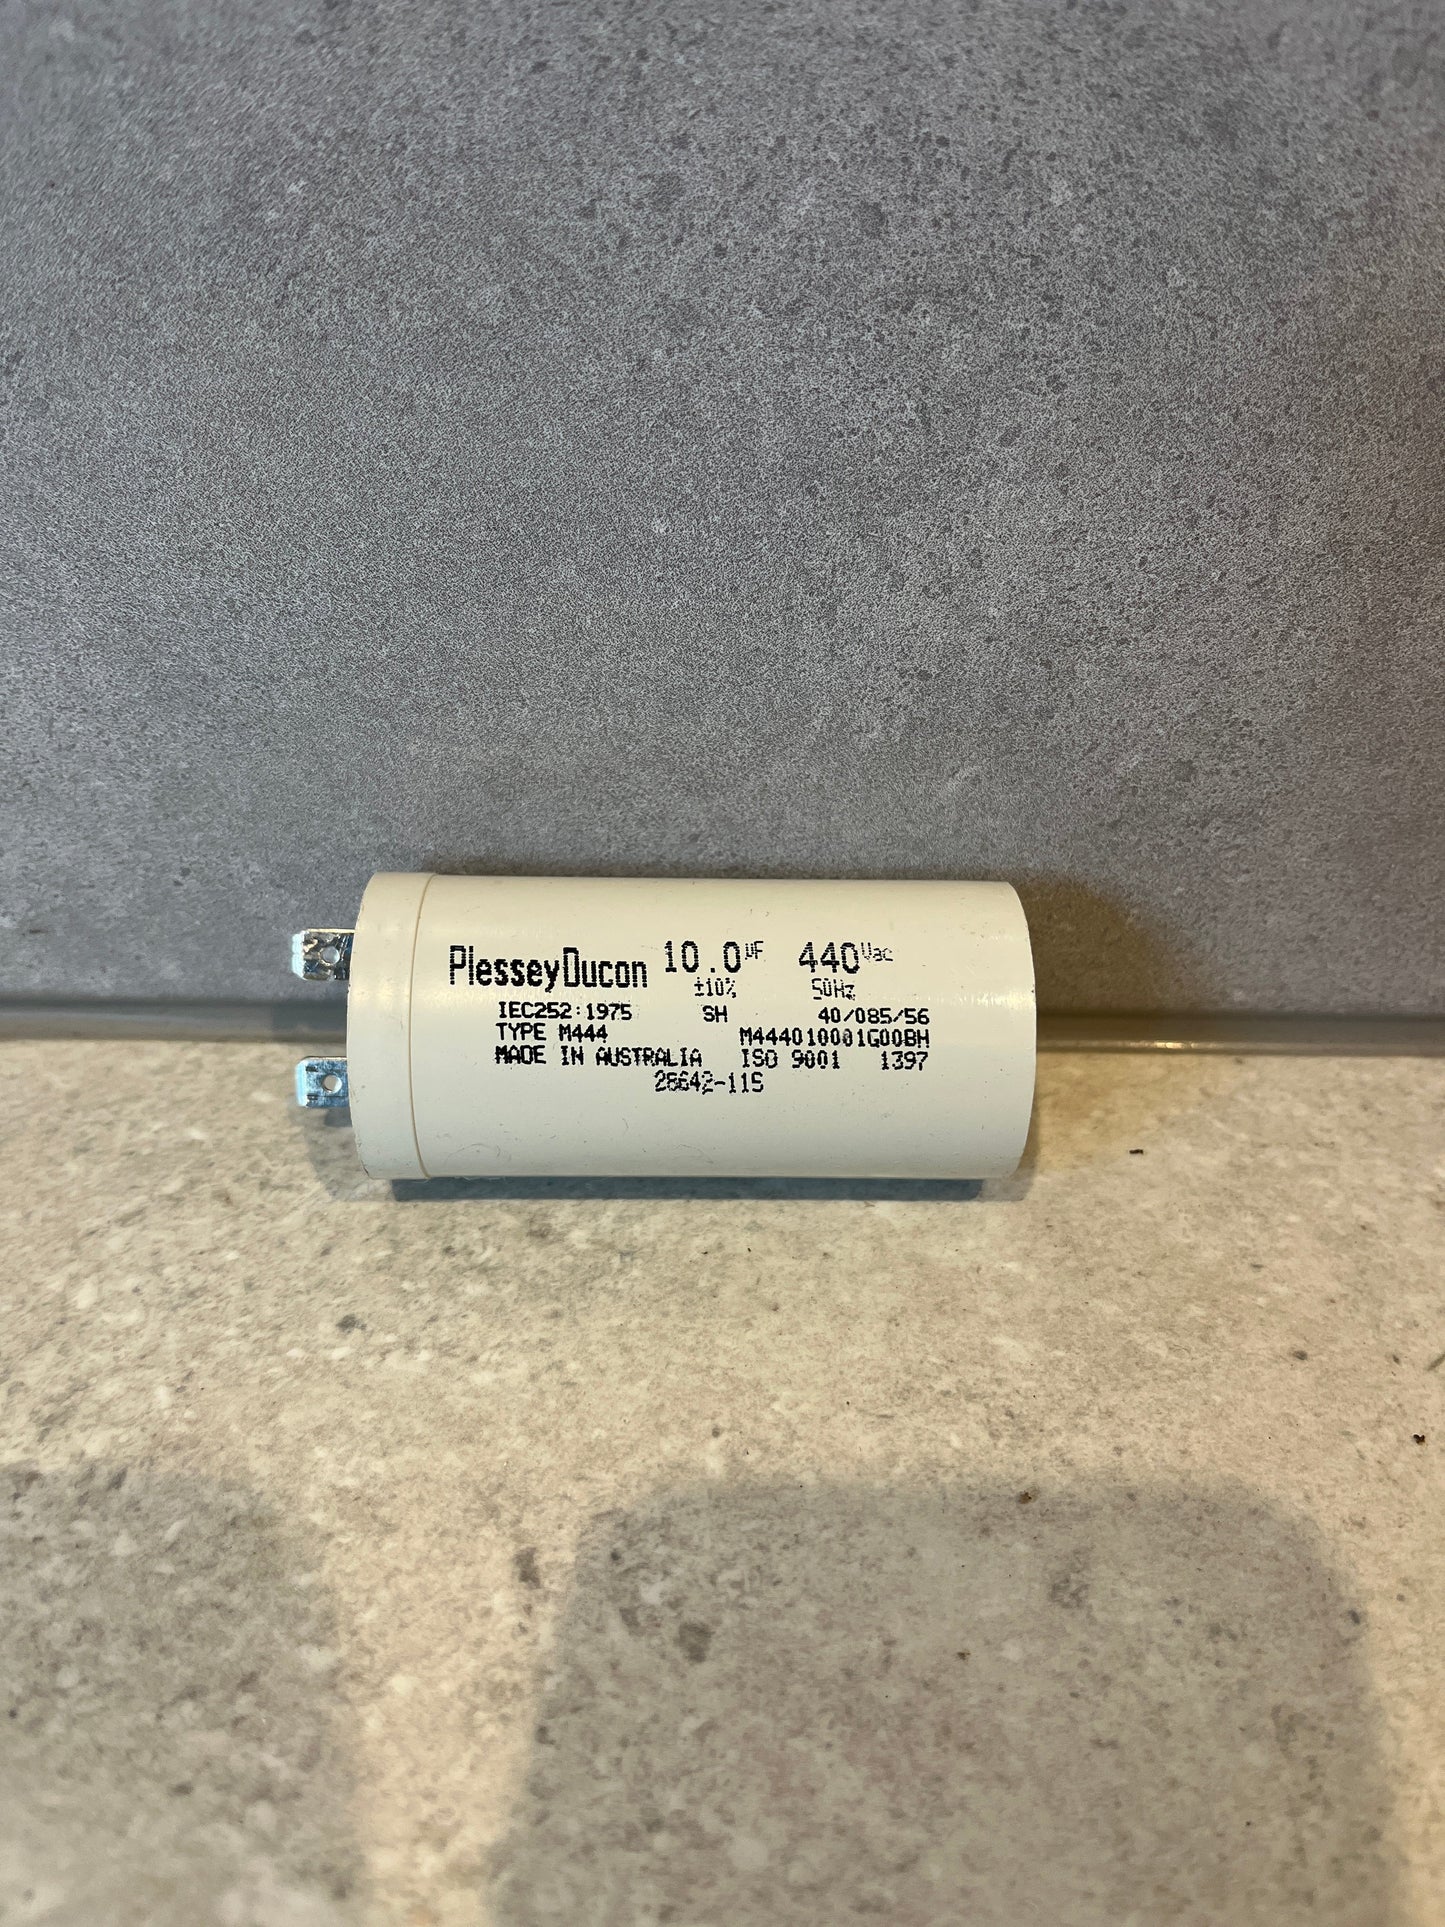 PlesseyDucon 10.0µF 440Vac
±10% 50Hz
IEC252:1975 SH 40/085/56
TYPE M444 M444010001G00BH
MADE IN AUSTRALIA ISO 9001 1397
28642-11S